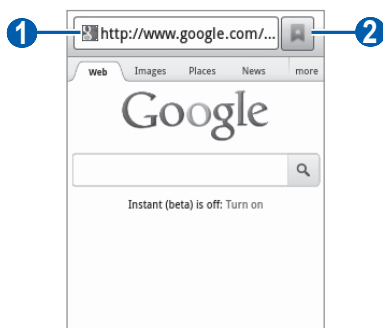 1 http://www.google.com/... 2
Web Images Places News more
Google
Instant (beta) is off: Turn on